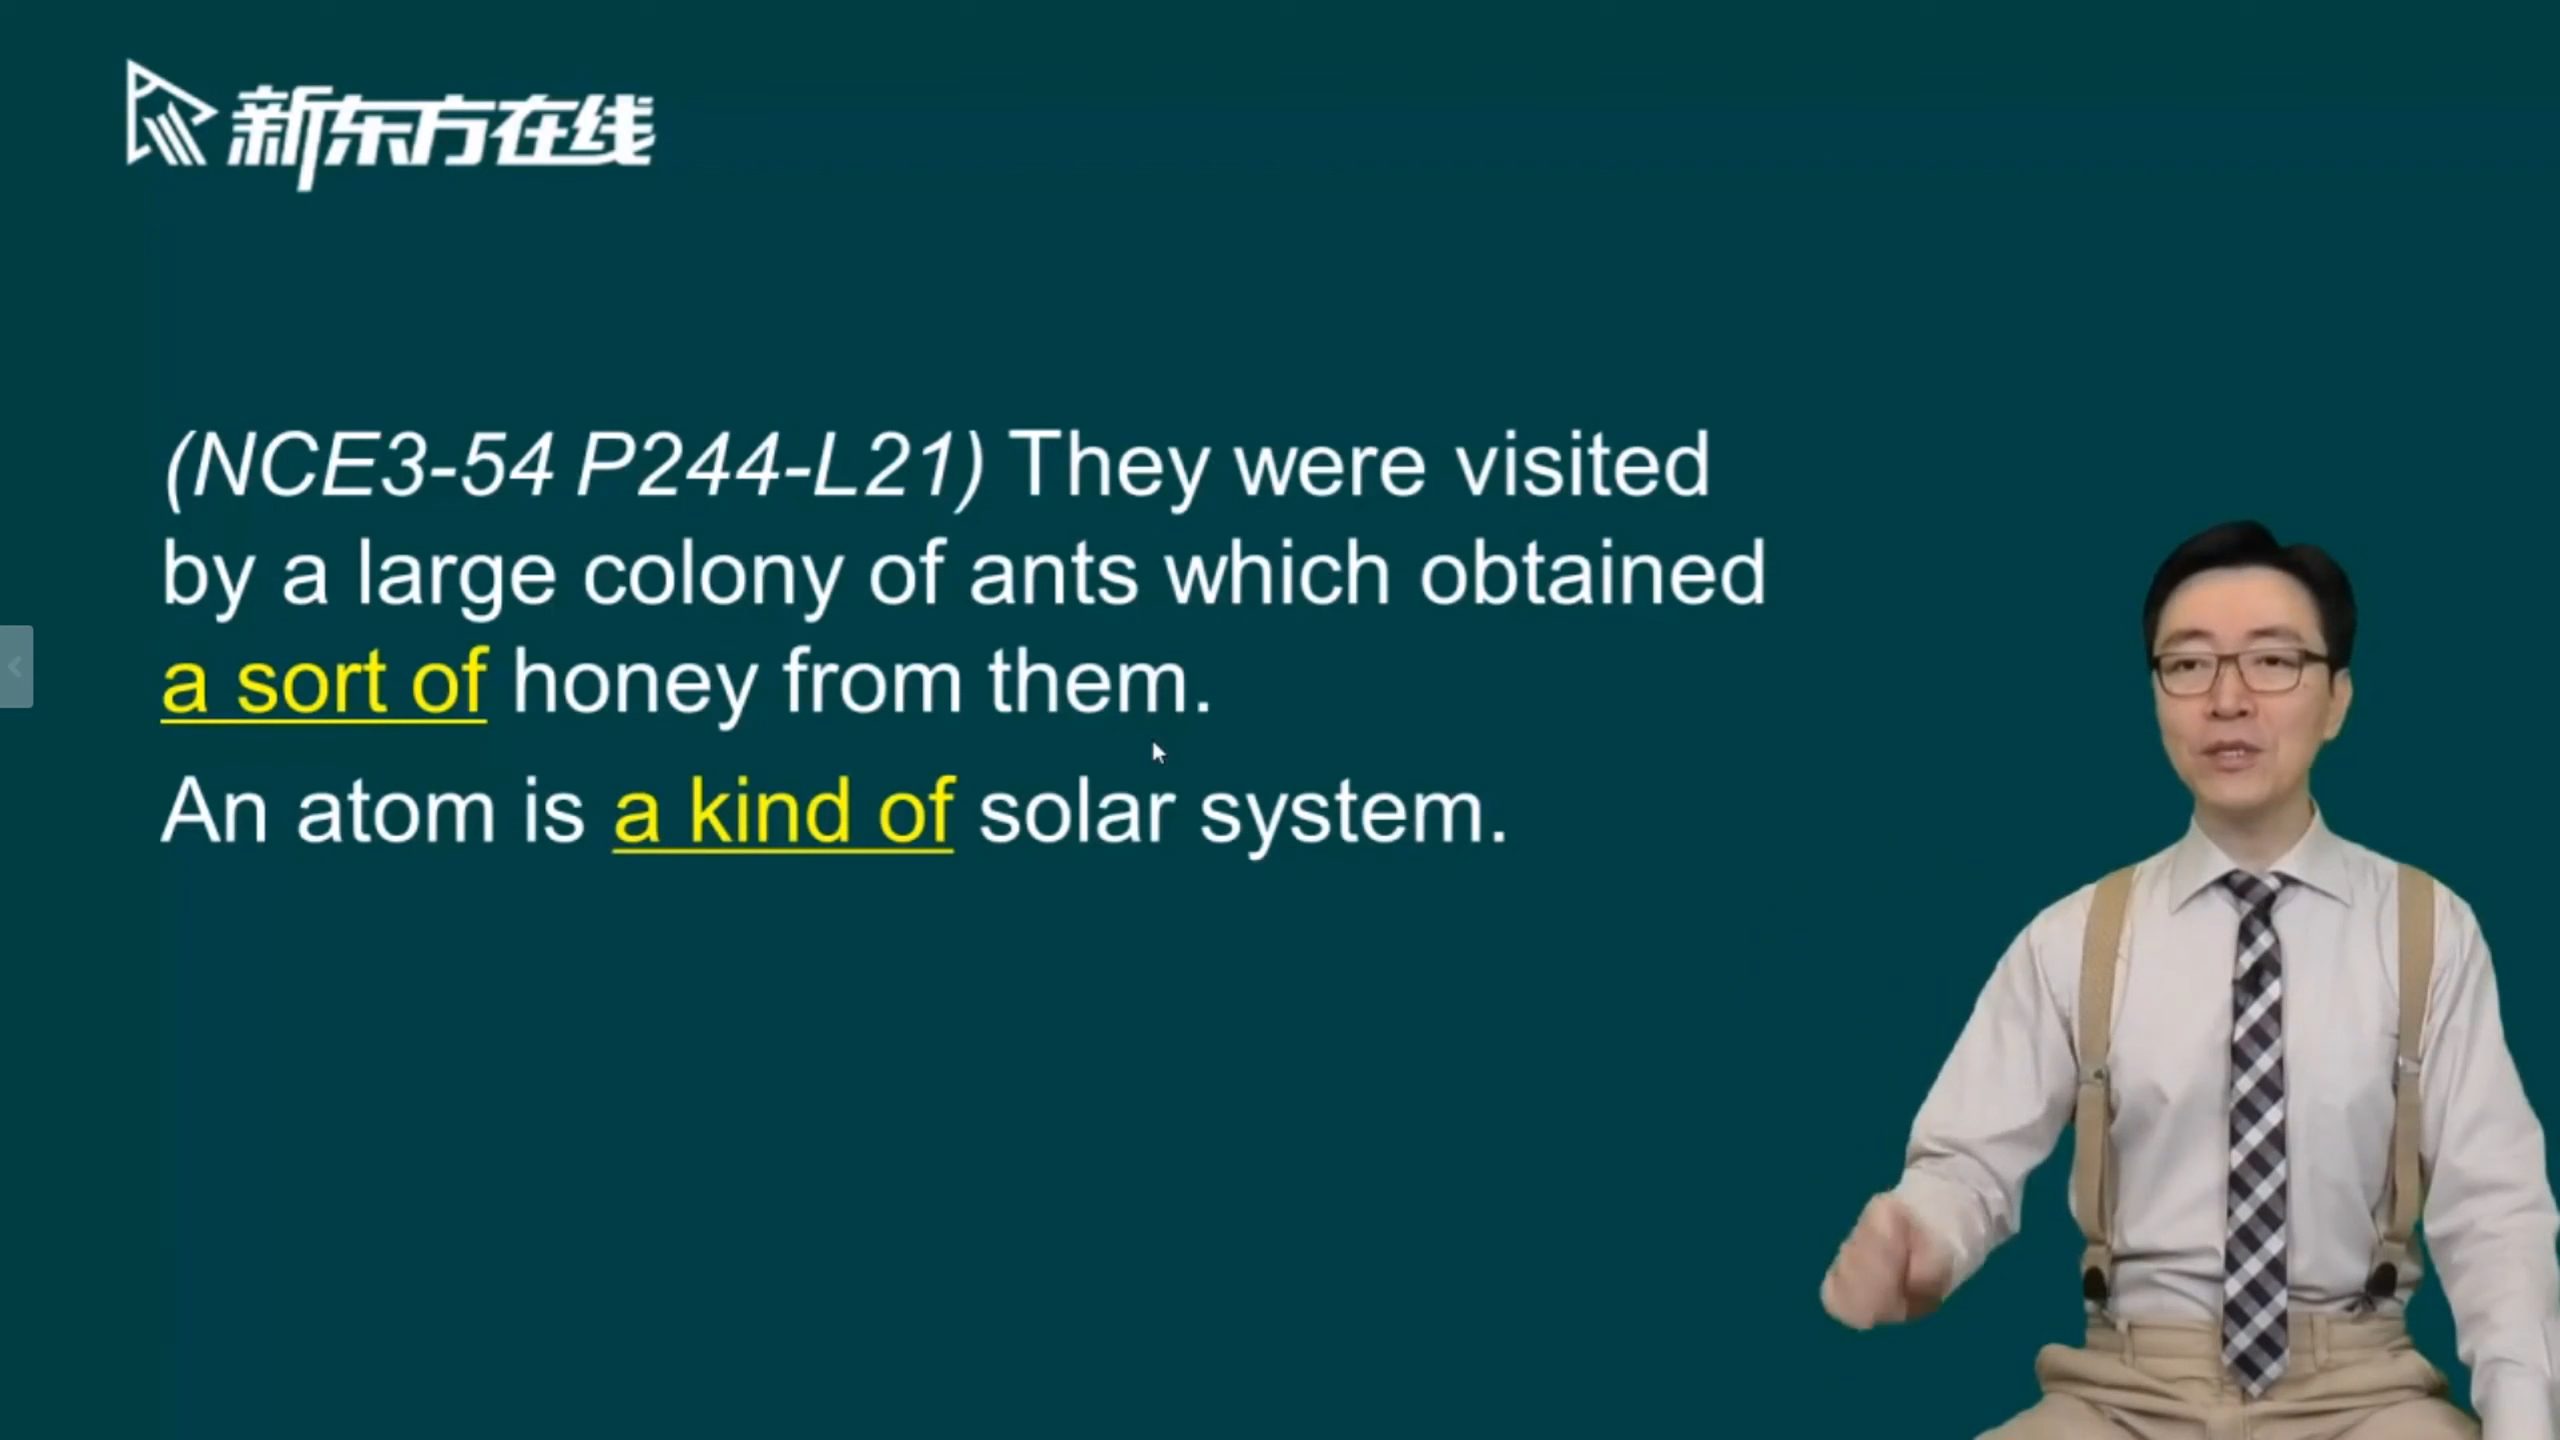 新东方在线
(NCE3-54 P244-L21) They were visited
by a large colony of ants which obtained
a sort of honey from them.
An atom is a kind of solar system.